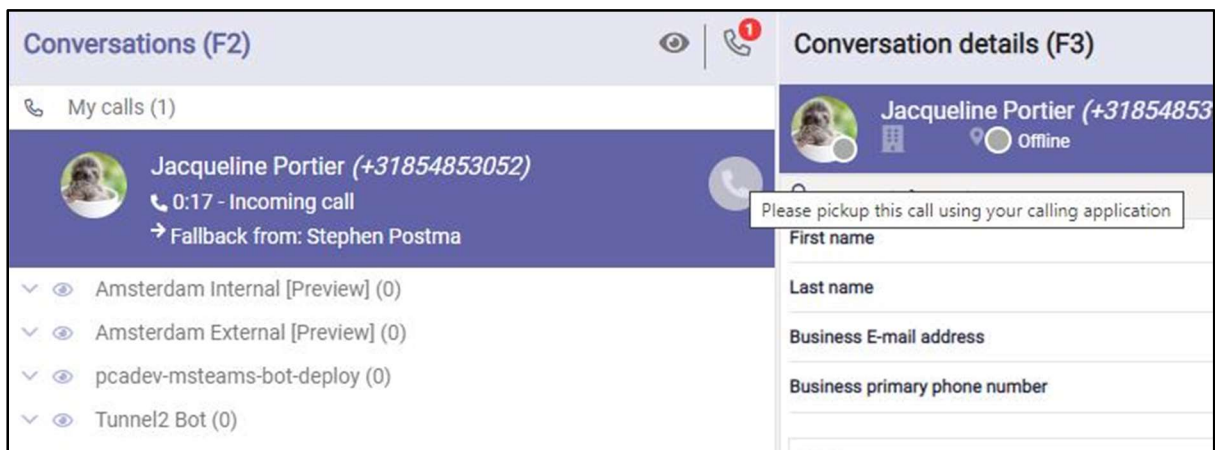 Conversations (F2)
1
My calls (1)
Jacqueline Portier (+31854853052)
0:17 - Incoming call
Fallback from: Stephen Postma
Amsterdam Internal [Preview] (0)
Amsterdam External [Preview] (0)
pcadev-msteams-bot-deploy (0)
Tunnel2 Bot (0)
Conversation details (F3)
Jacqueline Portier (+31854853
Offline
Please pickup this call using your calling application
First name
Last name
Business E-mail address
Business primary phone number